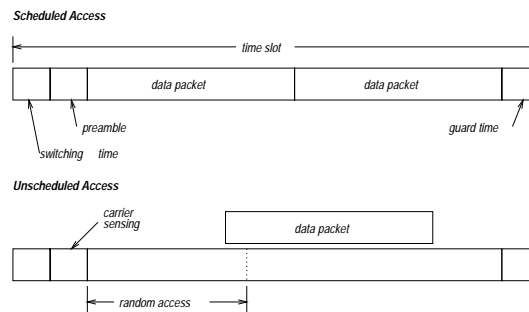 Scheduled Access
time slot
data packet data packet
preamble guard time
switching time
Unscheduled Access
carrier
sensing
data packet
random access